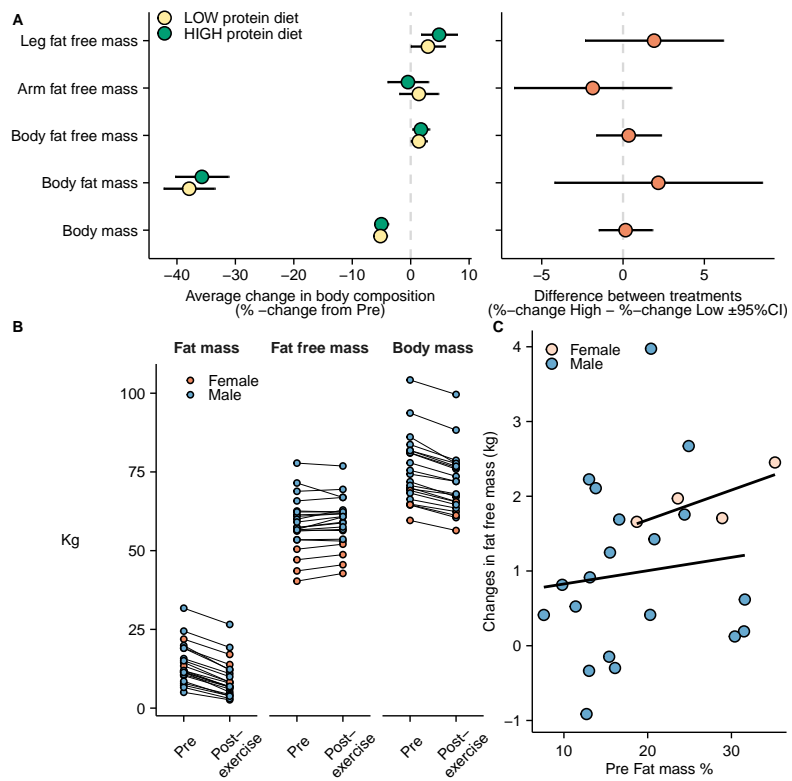 A
LOW protein diet
HIGH protein diet
Leg fat free mass
Arm fat free mass
Body fat free mass
Body fat mass
Body mass
−40 −30 −20 −10 0 10
Average change in body composition
(% −change from Pre)
−5 0 5
Difference between treatments
(%−change High − %−change Low ±95%CI)
B
Fat mass Fat free mass Body mass
Female
Male
100
75
50
25
0
Kg
Pre Post−
exercise
Pre Post−
exercise
Pre Post−
exercise
C
Female
Male
4
3
2
1
0
−1
Changes in fat free mass (kg)
10 20 30
Pre Fat mass %